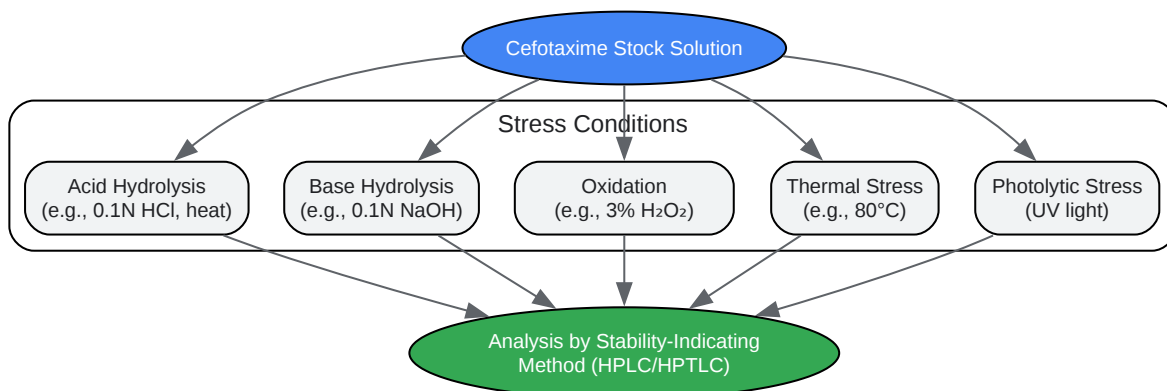 Cefotaxime Stock Solution
Stress Conditions
Acid Hydrolysis
(e.g., 0.1N HCl, heat)
Base Hydrolysis
(e.g., 0.1N NaOH)
Oxidation
(e.g., 3% H₂O₂)
Thermal Stress
(e.g., 80°C)
Photolytic Stress
(UV light)
Analysis by Stability-Indicating
Method (HPLC/HPTLC)